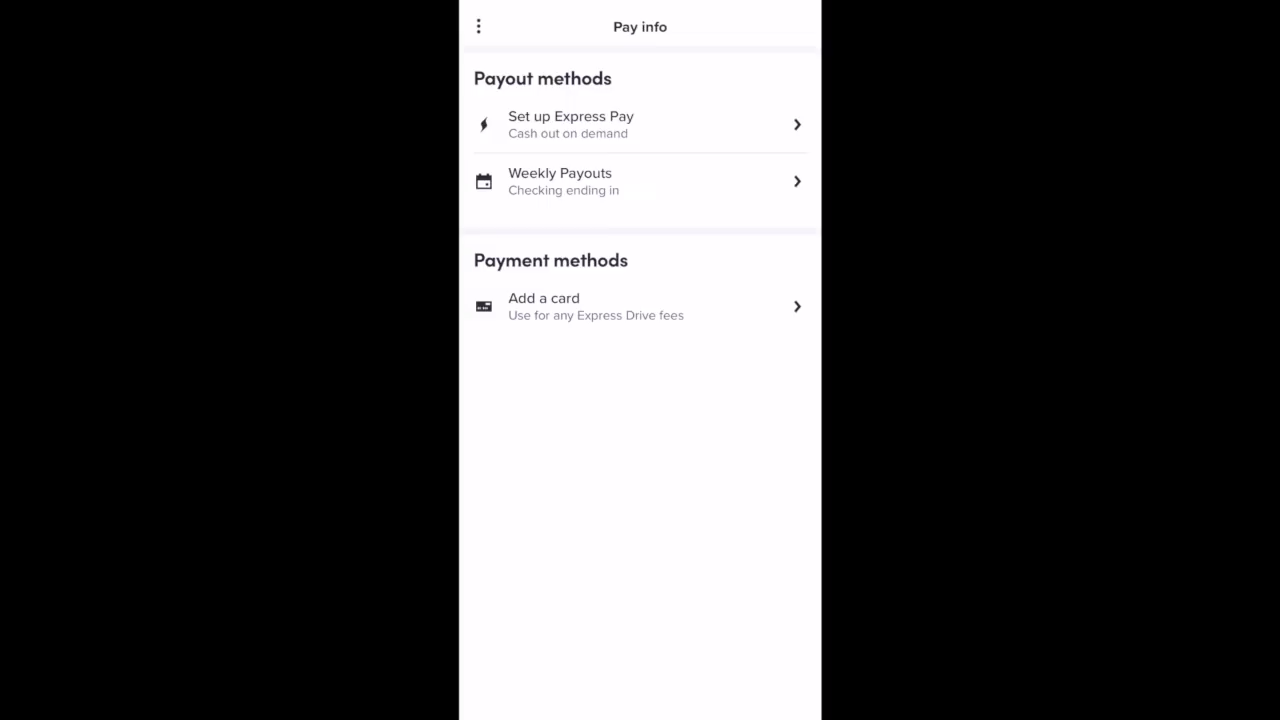 Pay info
Payout methods
Set up Express Pay
Cash out on demand
Weekly Payouts
Checking ending in
Payment methods
Add a card
Use for any Express Drive fees